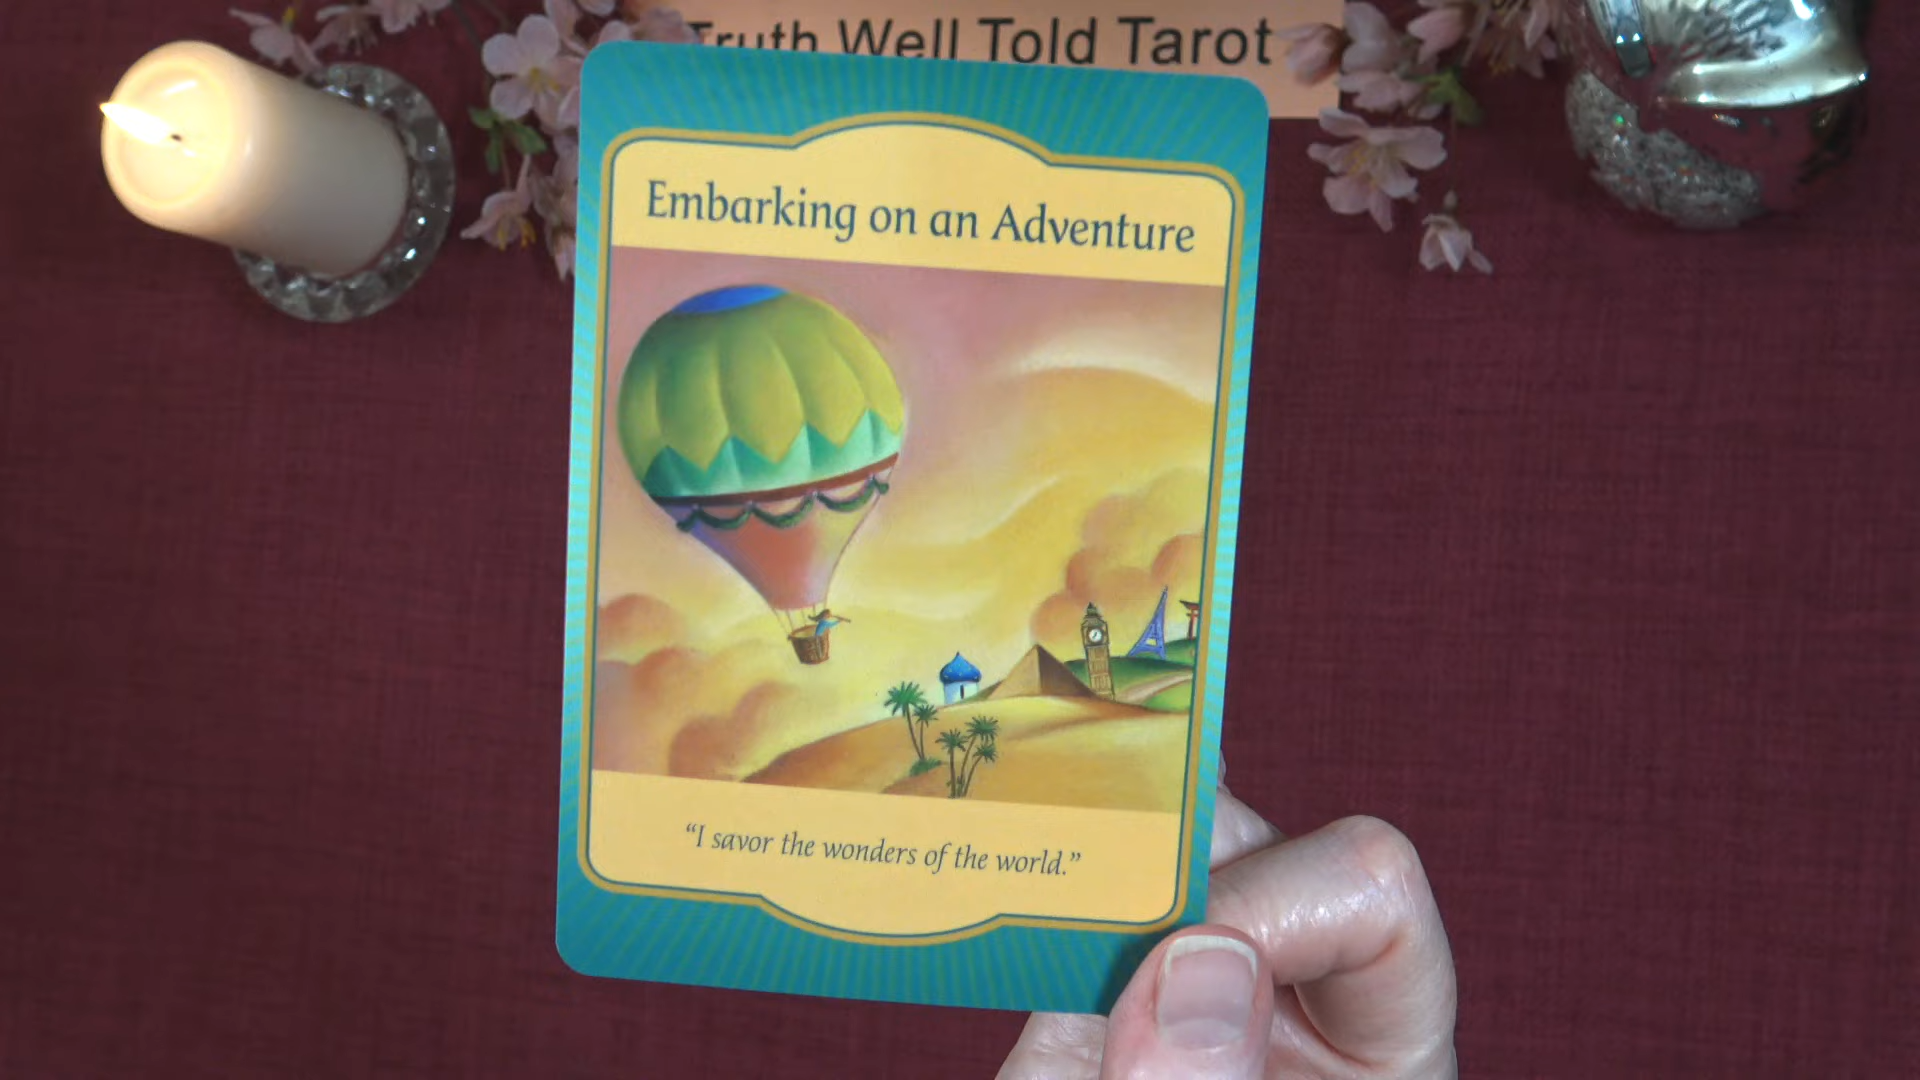 Truth Well Told Tarot
Embarking on an Adventure
“I savor the wonders of the world.”